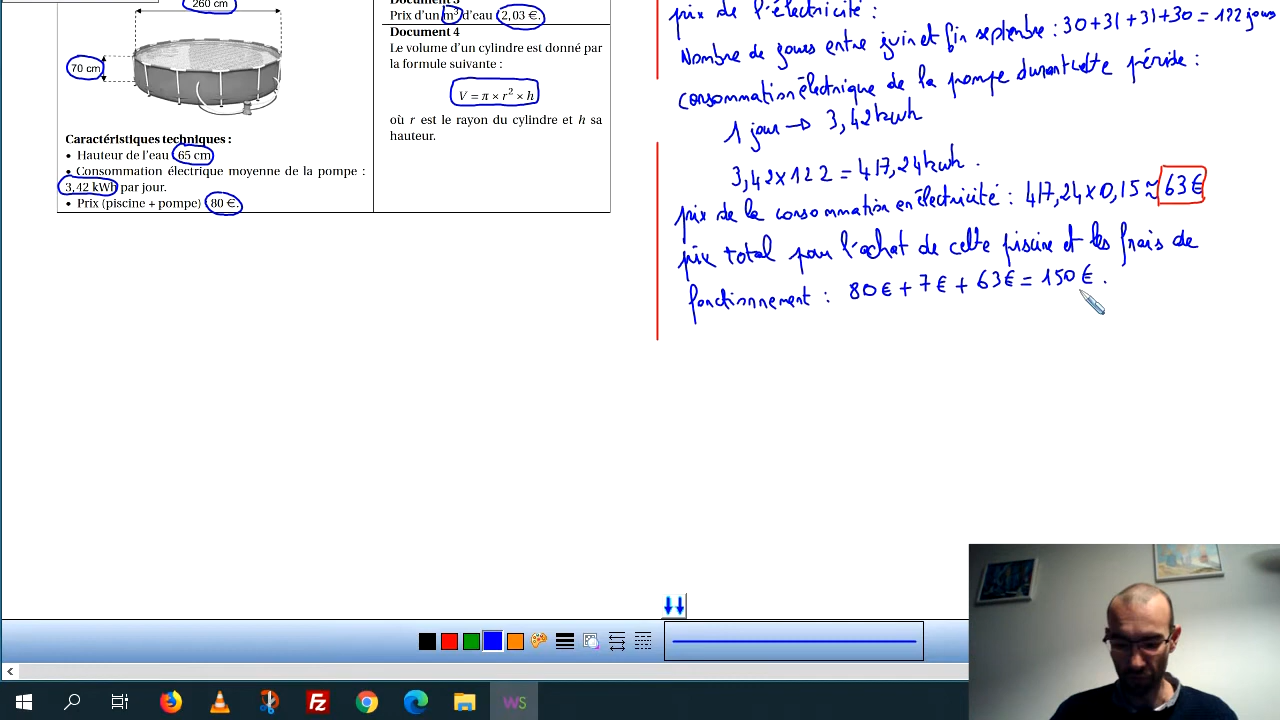 260 cm
70 cm
Caractéristiques techniques :
• Hauteur de l'eau : 65 cm
• Consommation électrique moyenne de la pompe :
3,42 kWh par jour.
• Prix (piscine + pompe) : 80 €.
Prix d'un m³ d'eau : 2,03 €.
Document 4
Le volume d'un cylindre est donné par
la formule suivante :
V = π × r² × h
où r est le rayon du cylindre et h sa
hauteur.
prix de l'électricité :
Nombre de jours entre juin et fin septembre : 30+31+31+30 = 122 jours
consommation électrique de la pompe durant cette période :
1 jour → 3,42 kwh
3,42 × 122 = 417,24 kwh.
prix de la consommation en électricité : 417,24 × 0,15 ≈ 63 €
prix total pour l'achat de cette piscine et les frais de
fonctionnement : 80 € + 7 € + 63 € = 150 €.
WS